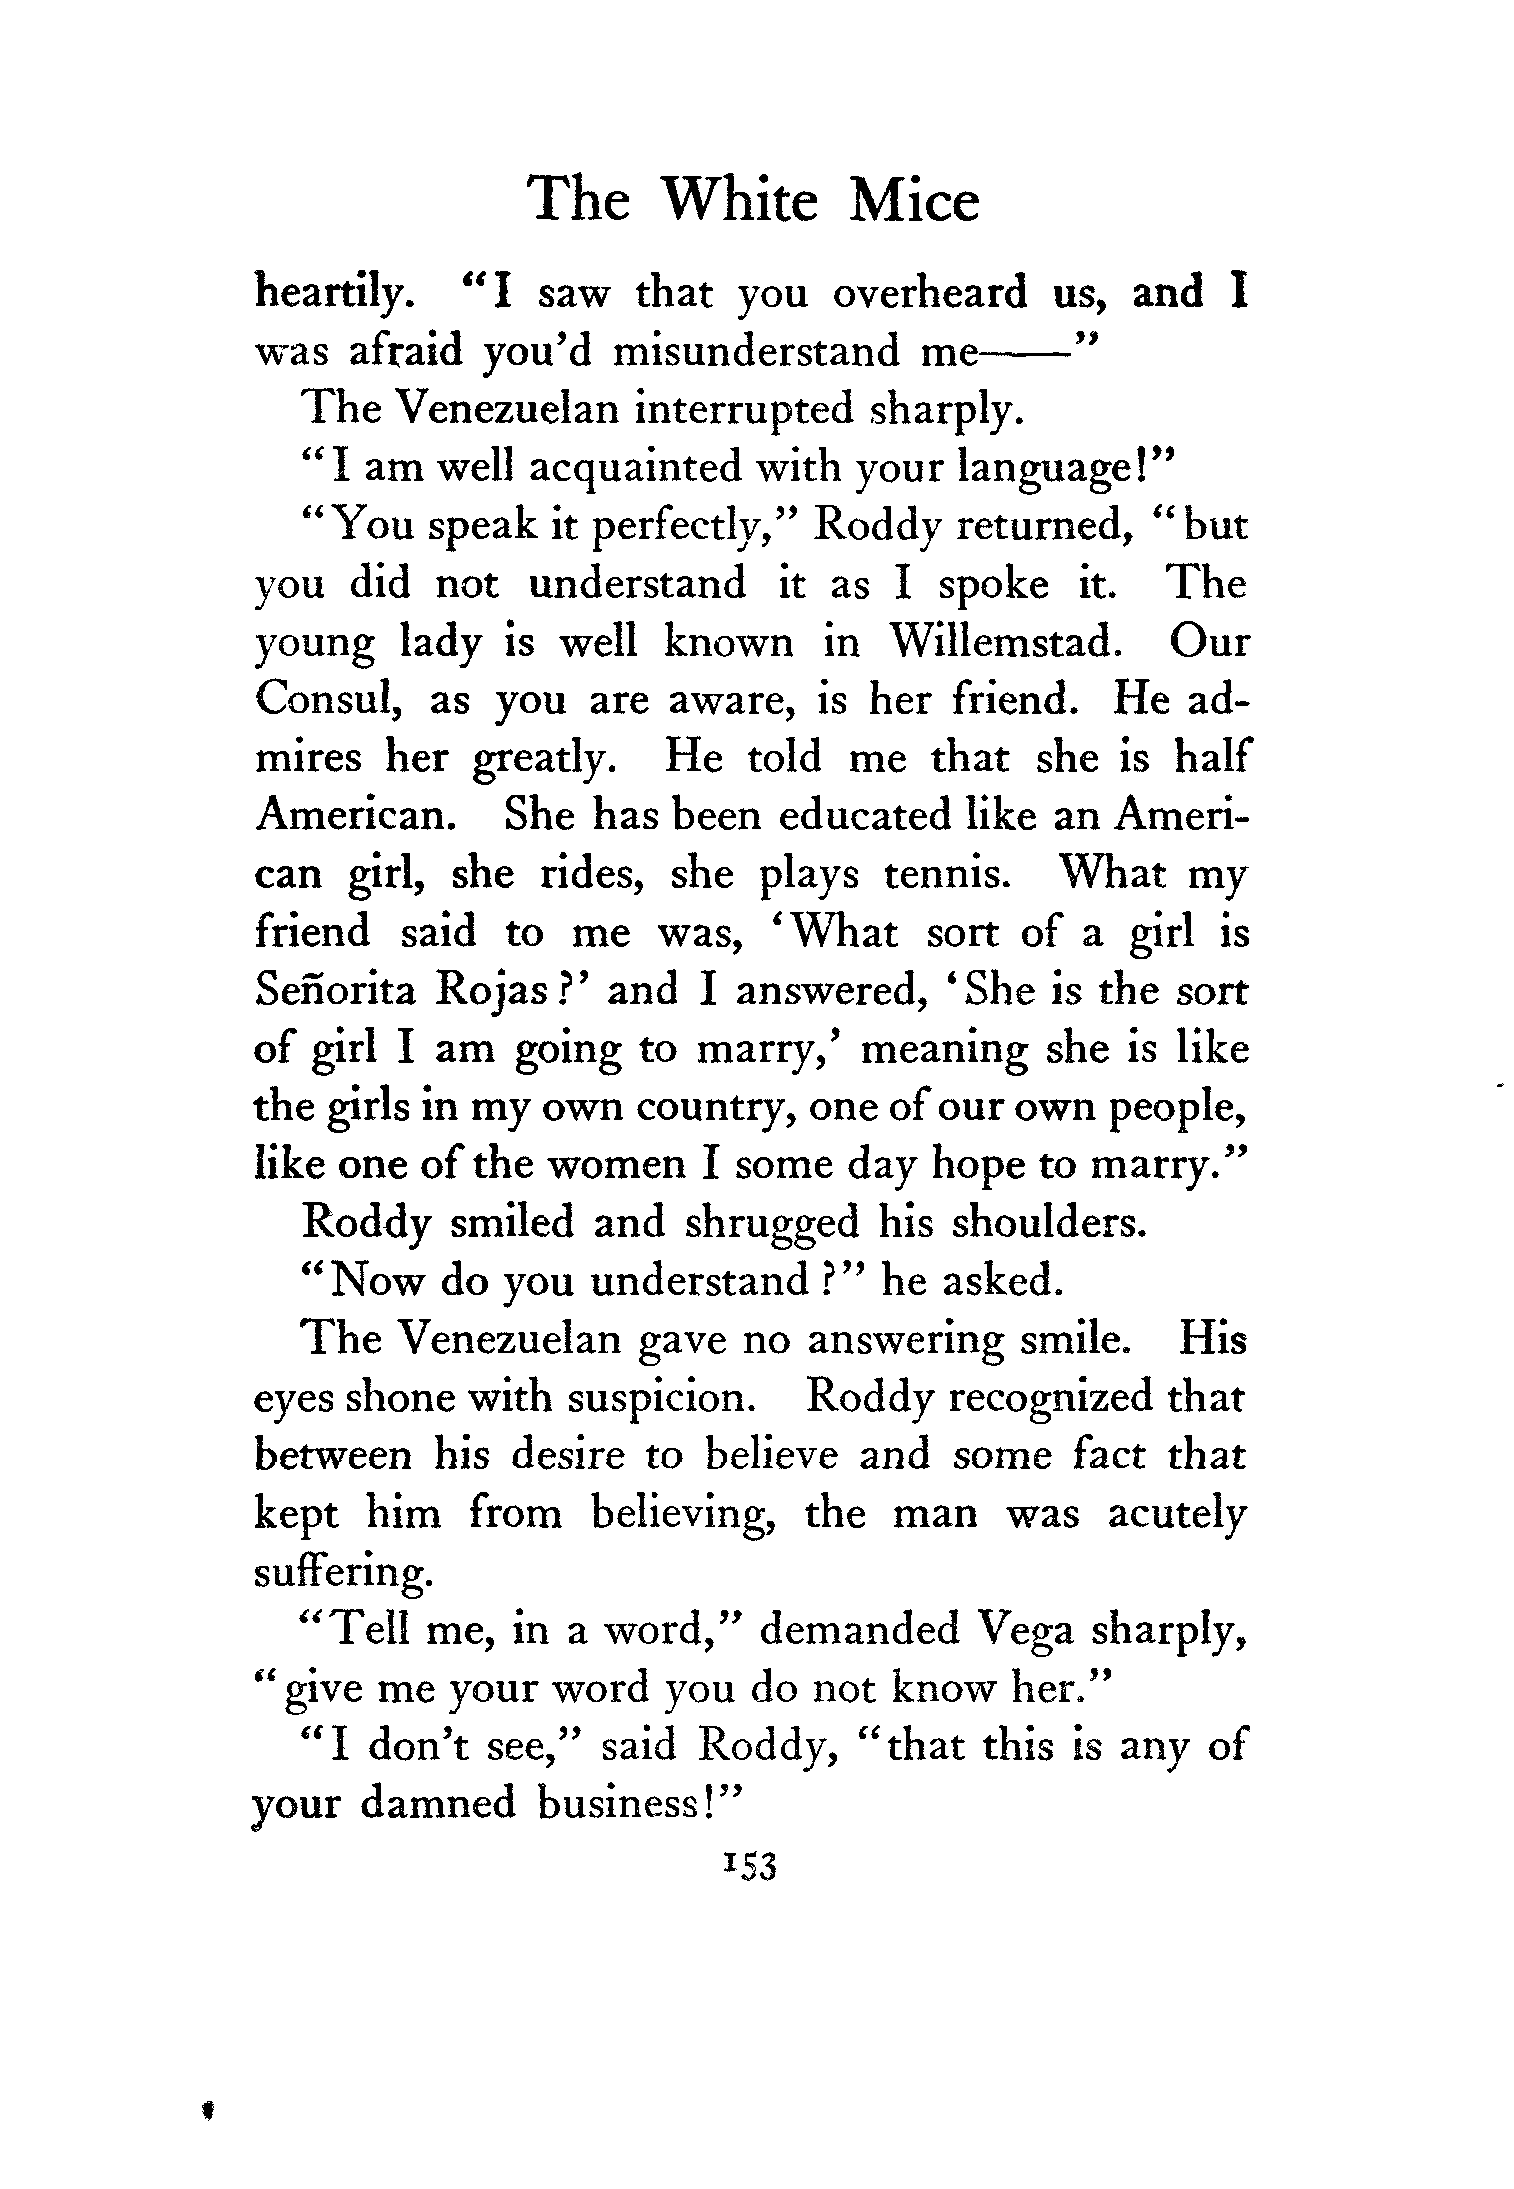 The White Mice
heartily. “I saw that you overheard us, and I
was afraid you’d misunderstand me——”
The Venezuelan interrupted sharply.
“I am well acquainted with your language!”
“You speak it perfectly,” Roddy returned, “but
you did not understand it as I spoke it. The
young lady is well known in Willemstad. Our
Consul, as you are aware, is her friend. He ad-
mires her greatly. He told me that she is half
American. She has been educated like an Ameri-
can girl, she rides, she plays tennis. What my
friend said to me was, ‘What sort of a girl is
Señorita Rojas?’ and I answered, ‘She is the sort
of girl I am going to marry,’ meaning she is like
the girls in my own country, one of our own people,
like one of the women I some day hope to marry.”
Roddy smiled and shrugged his shoulders.
“Now do you understand?” he asked.
The Venezuelan gave no answering smile. His
eyes shone with suspicion. Roddy recognized that
between his desire to believe and some fact that
kept him from believing, the man was acutely
suffering.
“Tell me, in a word,” demanded Vega sharply,
“give me your word you do not know her.”
“I don’t see,” said Roddy, “that this is any of
your damned business!”
153